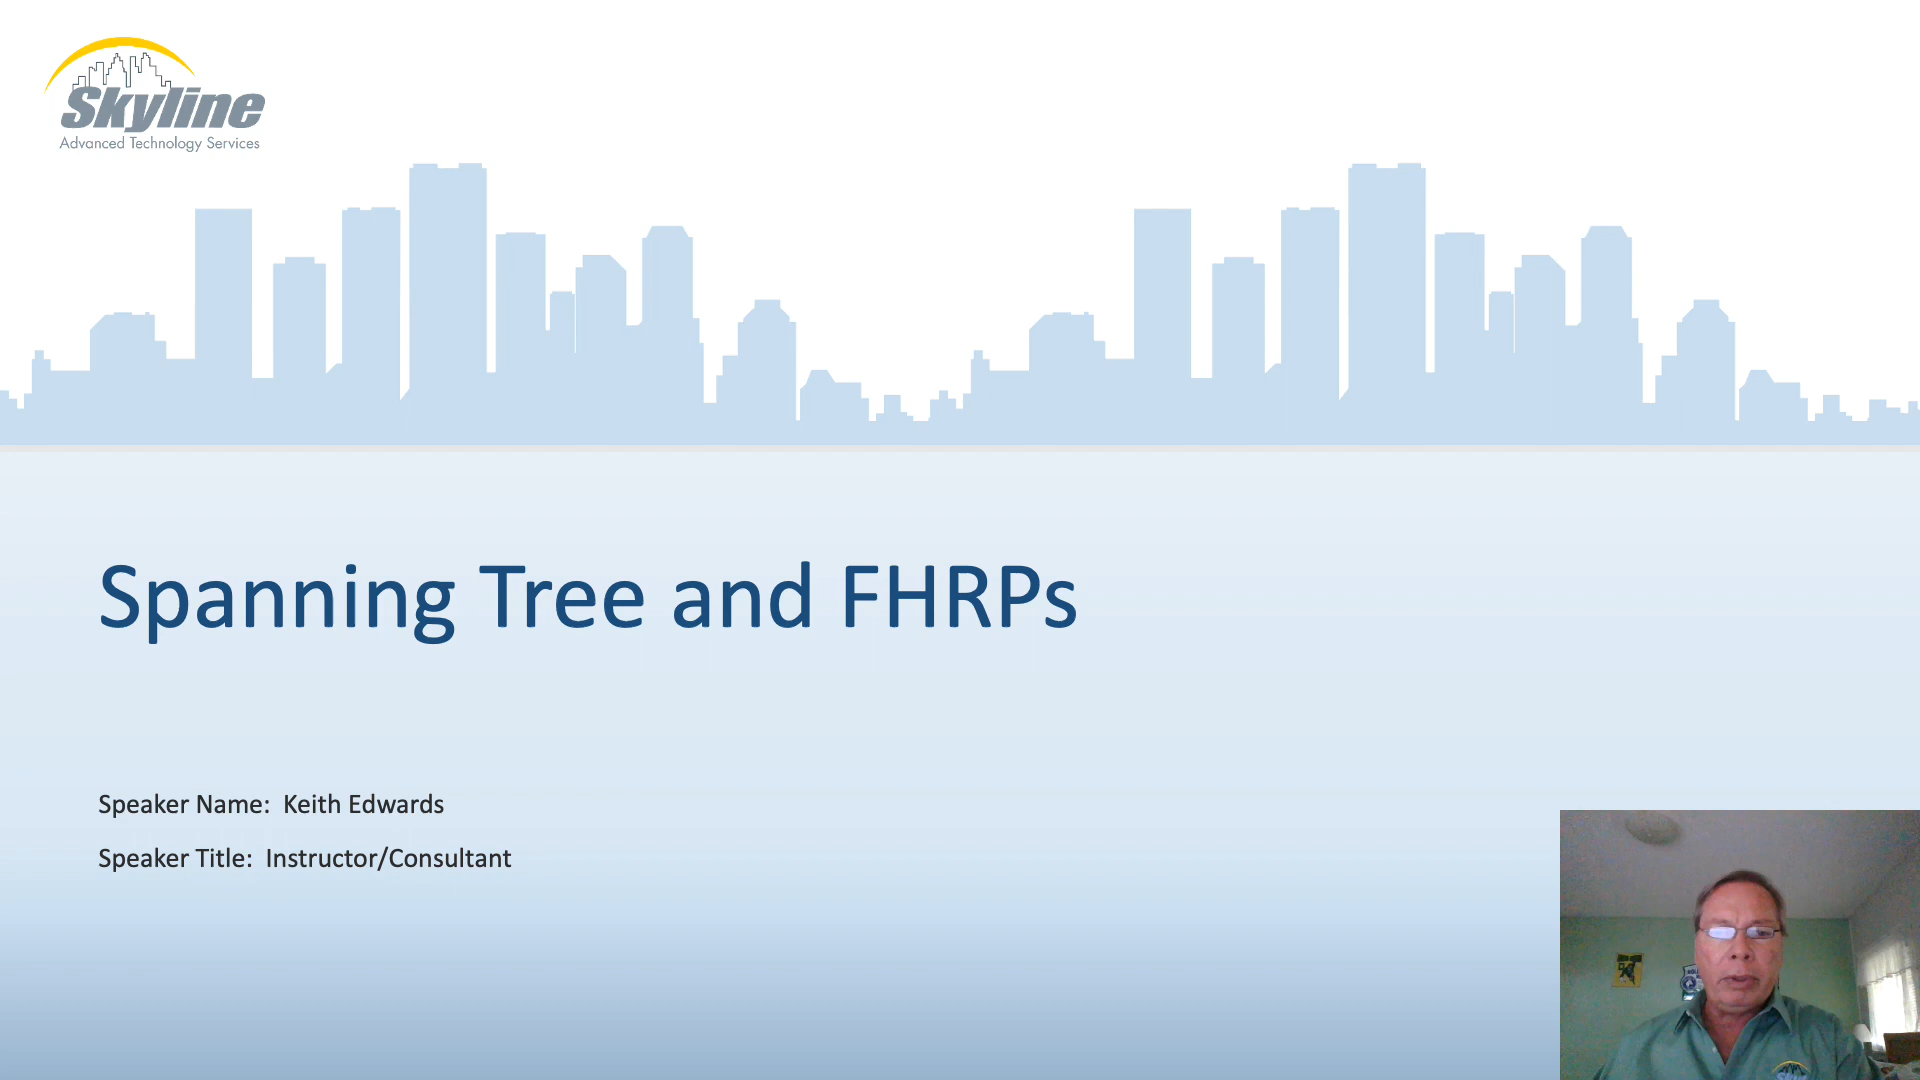 Skyline
Advanced Technology Services
Spanning Tree and FHRPs
Speaker Name: Keith Edwards
Speaker Title: Instructor/Consultant